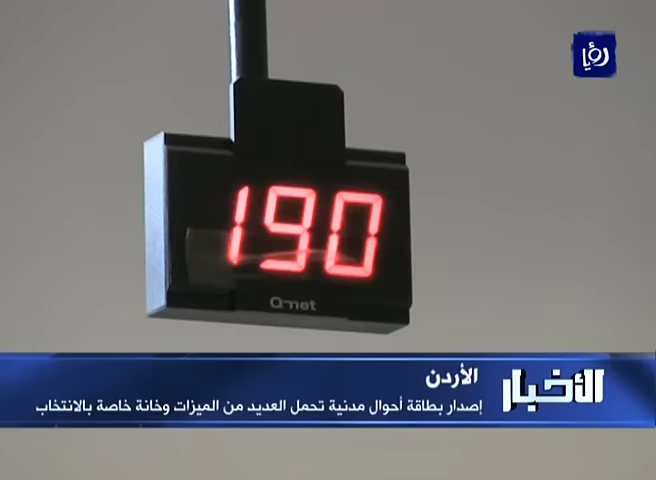 رؤيا
190
Q-net
الأردن
الأخبار
إصدار بطاقة أحوال مدنية تحمل العديد من الميزات وخانة خاصة بالانتخاب